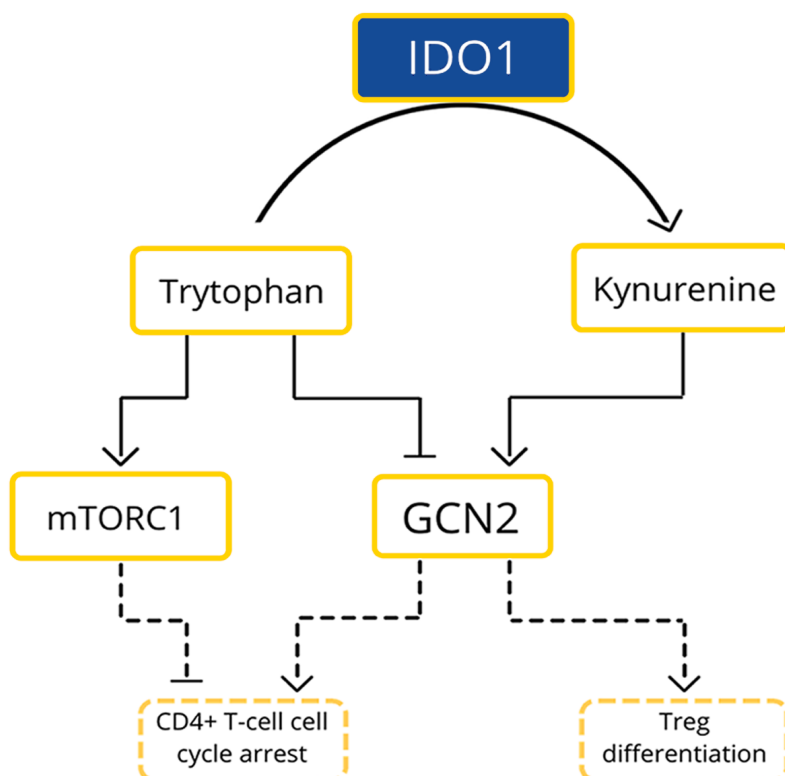 IDO1
Trytophan
Kynurenine
mTORC1
GCN2
CD4+ T-cell cell
cycle arrest
Treg
differentiation